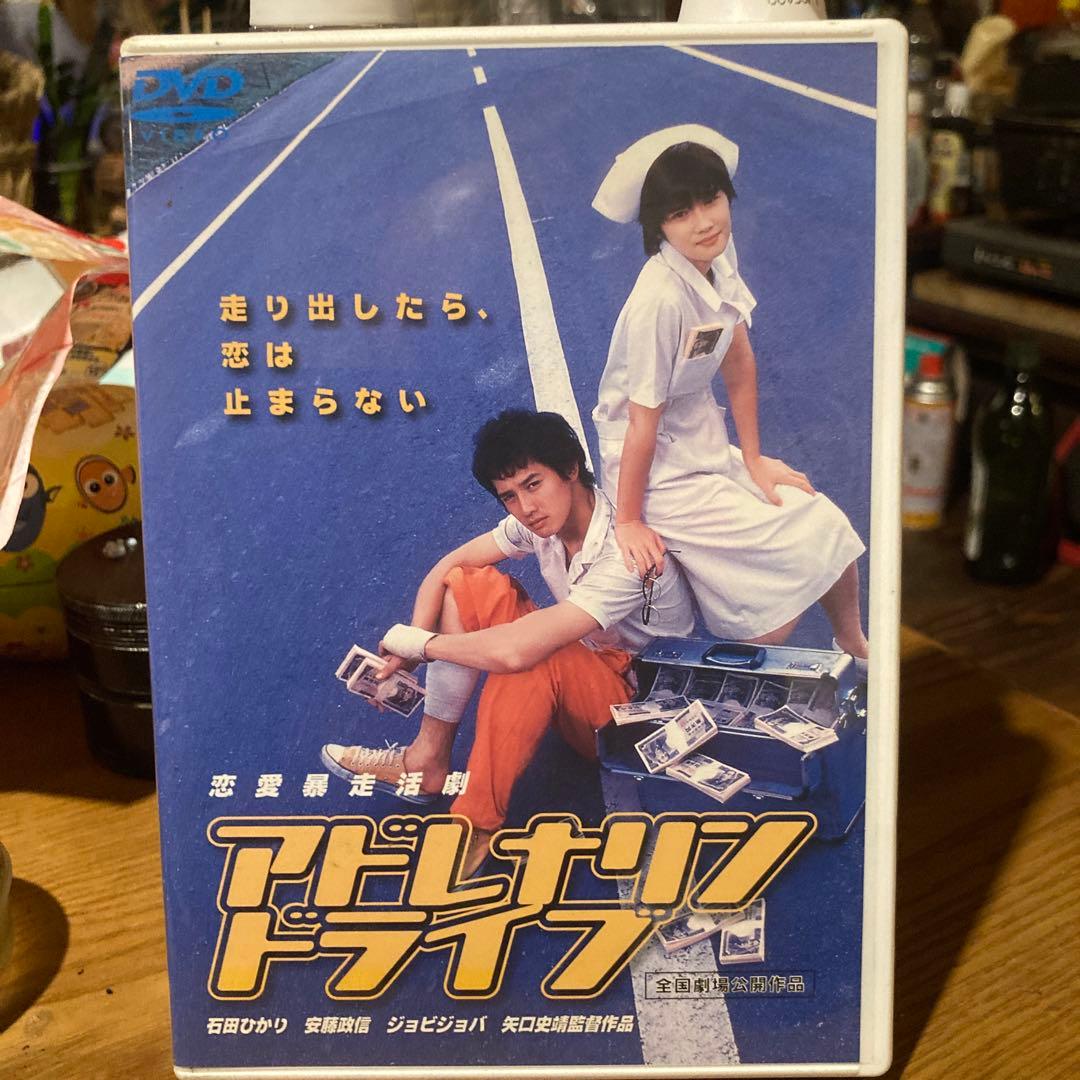 DVD
VIDEO
走り出したら、
恋は
止まらない
恋愛暴走活劇
アドレナリン
ドライブ
全国劇場公開作品
石田ひかり 安藤政信 ジョビジョバ 矢口史靖監督作品